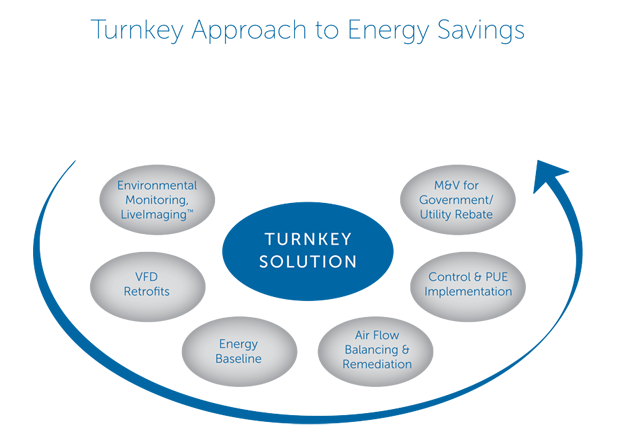 Turnkey Approach to Energy Savings
Environmental
Monitoring,
LiveImaging™
VFD
Retrofits
Energy
Baseline
TURNKEY
SOLUTION
Air Flow
Balancing &
Remediation
Control & PUE
Implementation
M&V for
Government/
Utility Rebate